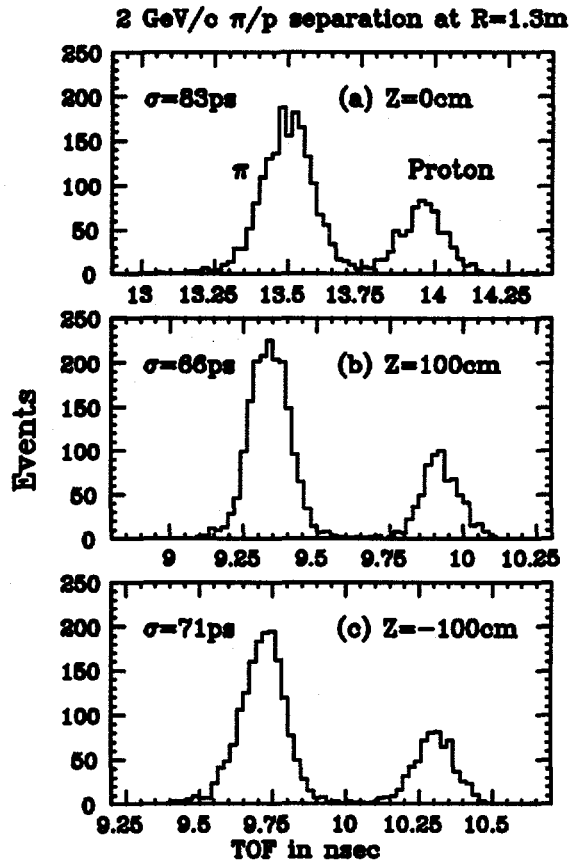 2 GeV/c π/p separation at R=1.3m
250
200
150
100
50
0
σ=83ps
(a) Z=0cm
π
Proton
13 13.25 13.5 13.75 14 14.25
Events
250
200
150
100
50
0
σ=66ps
(b) Z=100cm
9 9.25 9.5 9.75 10 10.25
250
200
150
100
50
0
σ=71ps
(c) Z=-100cm
9.25 9.5 9.75 10 10.25 10.5
TOF in nsec